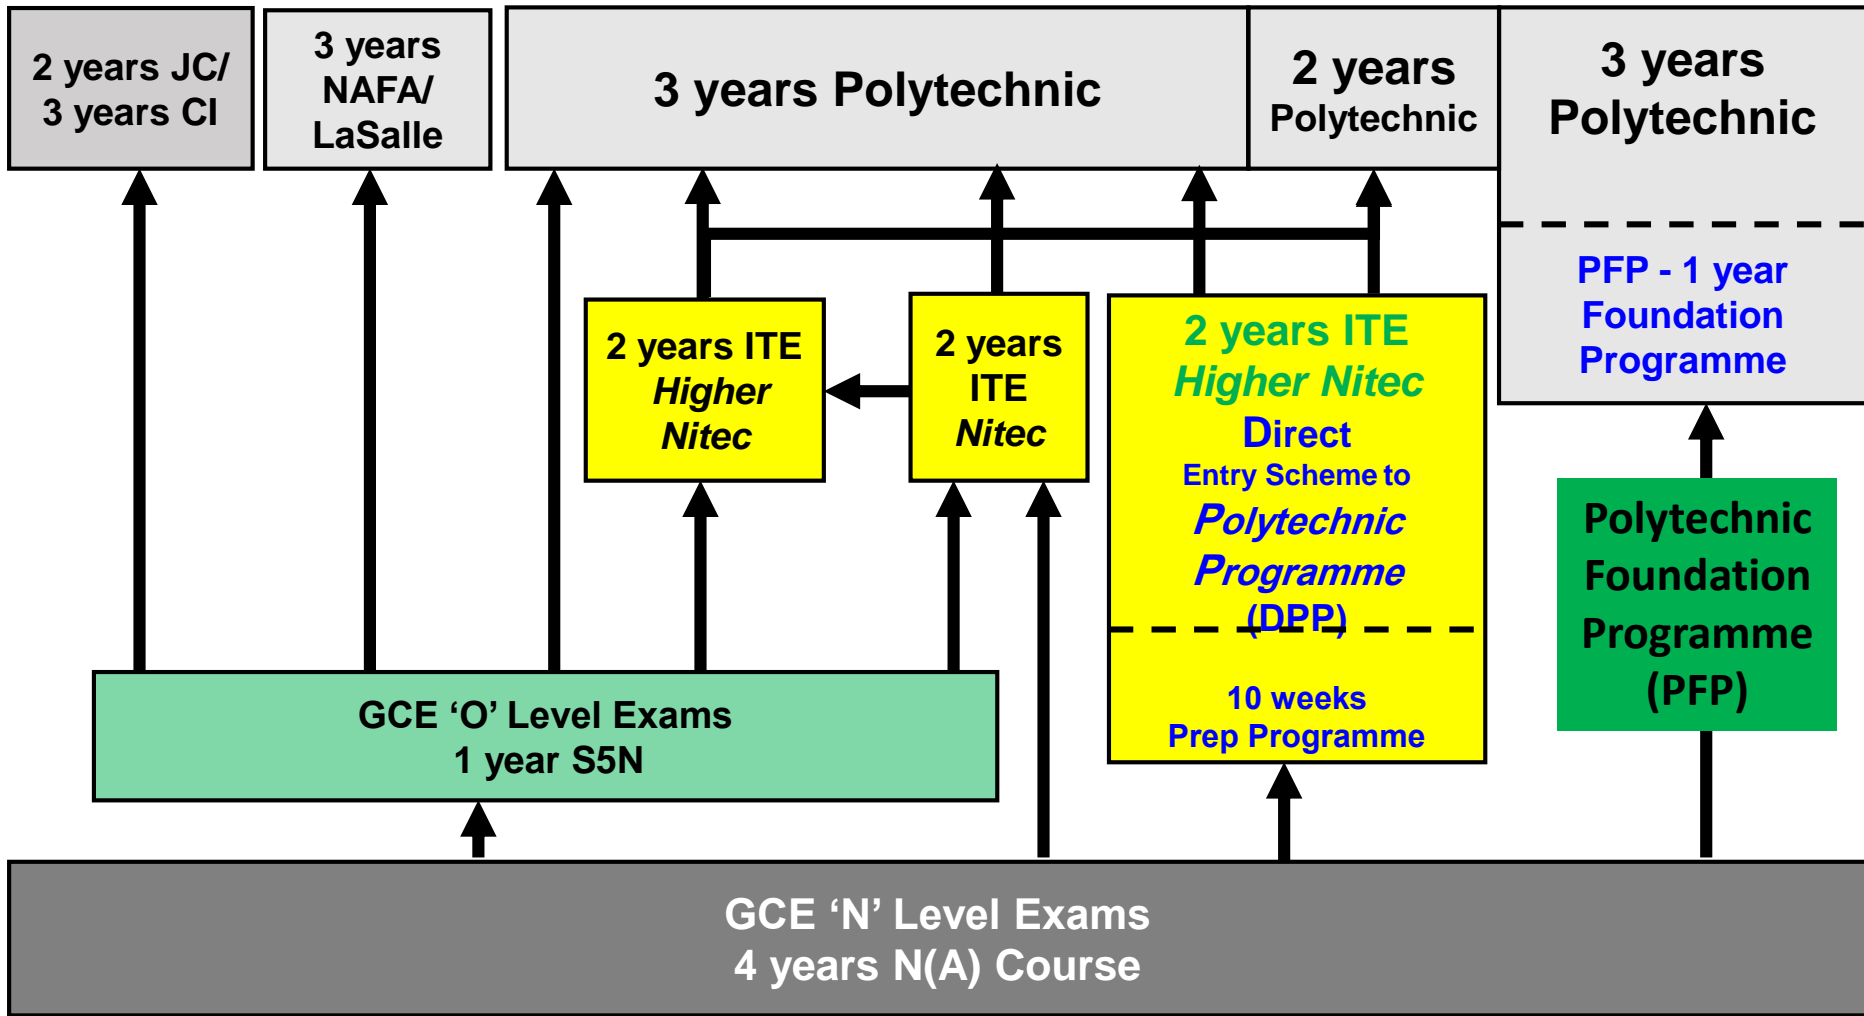 2 years JC/
3 years CI
3 years
NAFA/
LaSalle
3 years Polytechnic
2 years
Polytechnic
3 years
Polytechnic
PFP - 1 year
Foundation
Programme
2 years ITE
Higher
Nitec
2 years
ITE
Nitec
2 years ITE
Higher Nitec
Direct
Entry Scheme to
Polytechnic
Programme
(DPP)
10 weeks
Prep Programme
Polytechnic
Foundation
Programme
(PFP)
GCE ‘O’ Level Exams
1 year S5N
GCE ‘N’ Level Exams
4 years N(A) Course